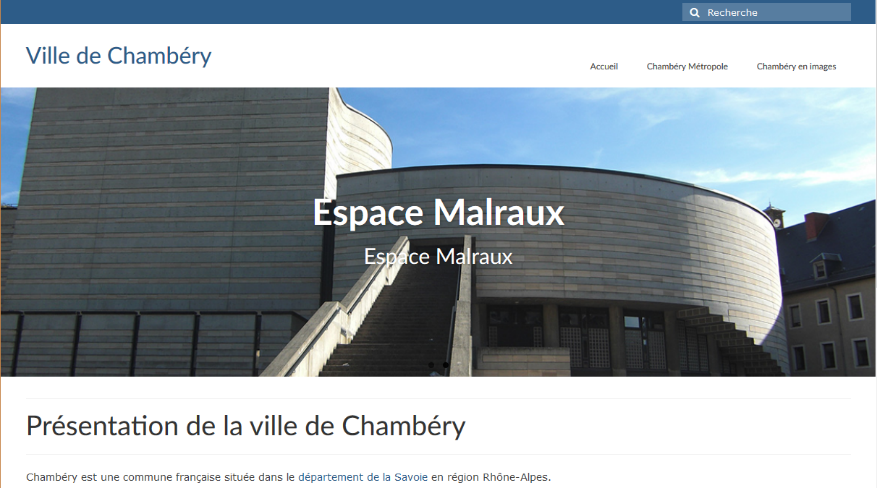 Recherche
Ville de Chambéry
Accueil Chambéry Métropole Chambéry en images
Espace Malraux
Espace Malraux
Présentation de la ville de Chambéry
Chambéry est une commune française située dans le département de la Savoie en région Rhône-Alpes.